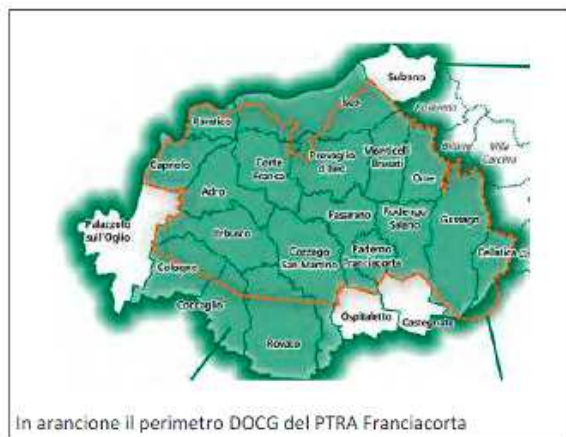 Sulzano
Iseo
Paratico
Capriolo
Corte
Franca
Provaglio
d'Iseo
Monticelli
Brusati
Ome
Villa
Carcina
Adro
Passirano
Rodengo
Saiano
Gussago
Cellatica
Palazzolo
sull'Oglio
Erbusco
Cazzago
San Martino
Paderno
Franciacorta
Cologne
Coccaglio
Ospitaletto
Castegnato
Rovato
In arancione il perimetro DOCG del PTRA Franciacorta